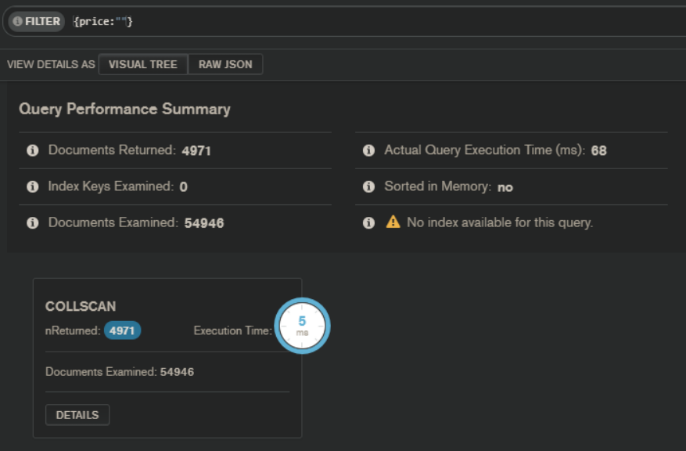 FILTER {price:""}
VIEW DETAILS AS VISUAL TREE RAW JSON
Query Performance Summary
Documents Returned: 4971 Actual Query Execution Time (ms): 68
Index Keys Examined: 0 Sorted in Memory: no
Documents Examined: 54946 No index available for this query.
COLLSCAN
nReturned: 4971 Execution Time: 5 ms
Documents Examined: 54946
DETAILS